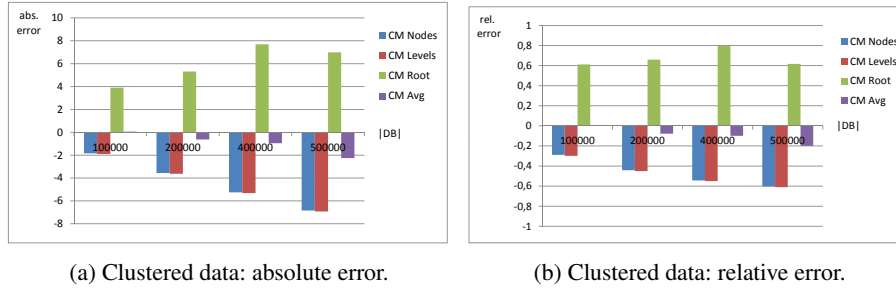 abs.
error
10
8
6
4
2
0
-2
-4
-6
-8
100000
200000
400000
500000
|DB|
CM Nodes
CM Levels
CM Root
CM Avg
(a) Clustered data: absolute error.
rel.
error
1
0,8
0,6
0,4
0,2
0
-0,2
-0,4
-0,6
-0,8
-1
100000
200000
400000
500000
|DB|
CM Nodes
CM Levels
CM Root
CM Avg
(b) Clustered data: relative error.